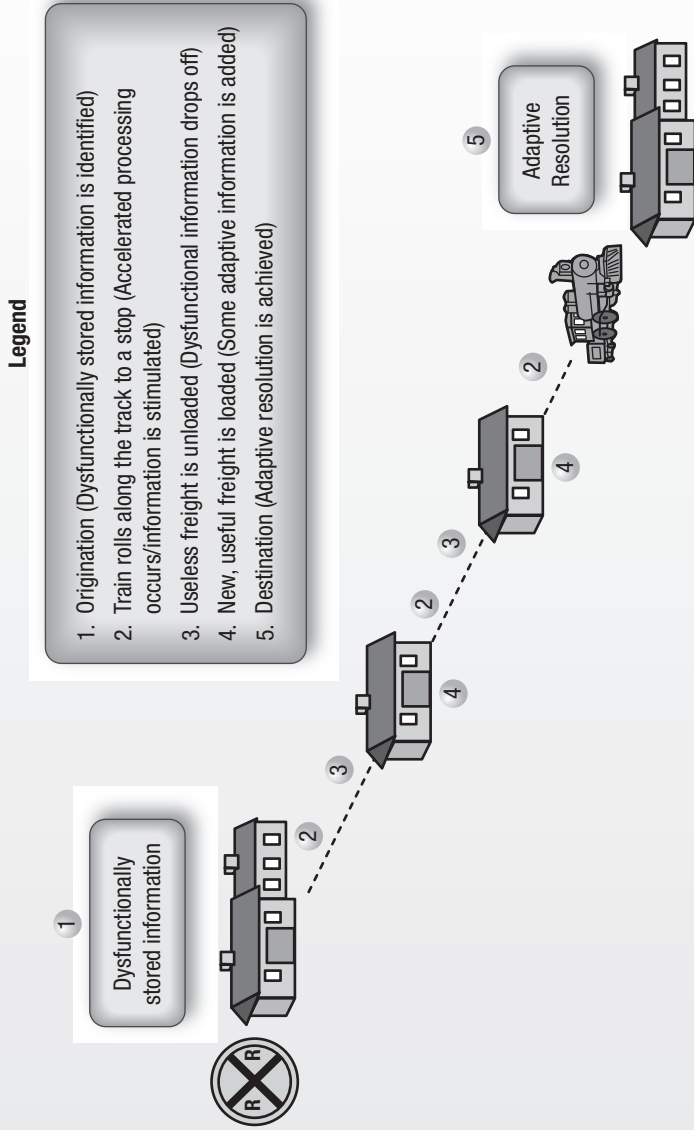 Legend
1. Origination (Dysfunctionally stored information is identified)
2. Train rolls along the track to a stop (Accelerated processing
occurs/information is stimulated)
3. Useless freight is unloaded (Dysfunctional information drops off)
4. New, useful freight is loaded (Some adaptive information is added)
5. Destination (Adaptive resolution is achieved)
1
Dysfunctionally
stored information
R R
2
3
4
2
3
4
2
5
Adaptive
Resolution